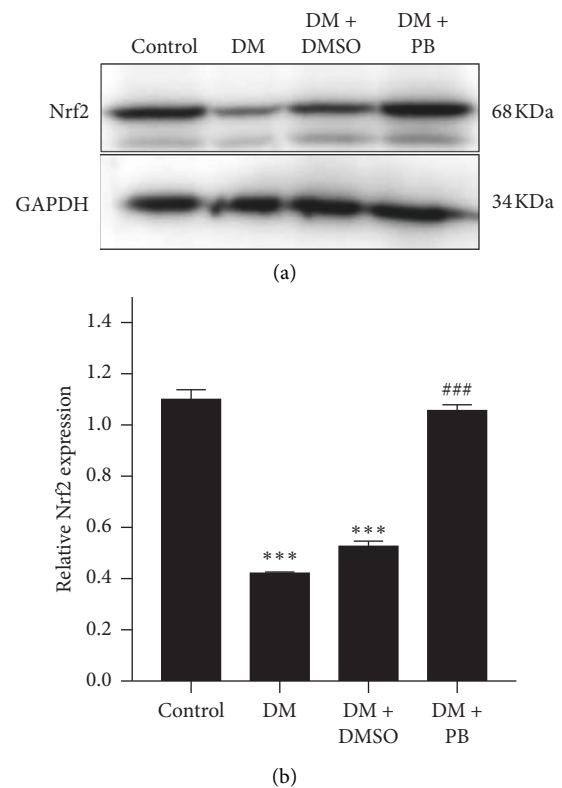 Control DM DM + DMSO DM + PB
Nrf2 68 KDa
GAPDH 34 KDa
(a)
Relative Nrf2 expression
1.4
1.2
1.0
0.8
0.6
0.4
0.2
0.0
***
***
###
Control DM DM + DMSO DM + PB
(b)